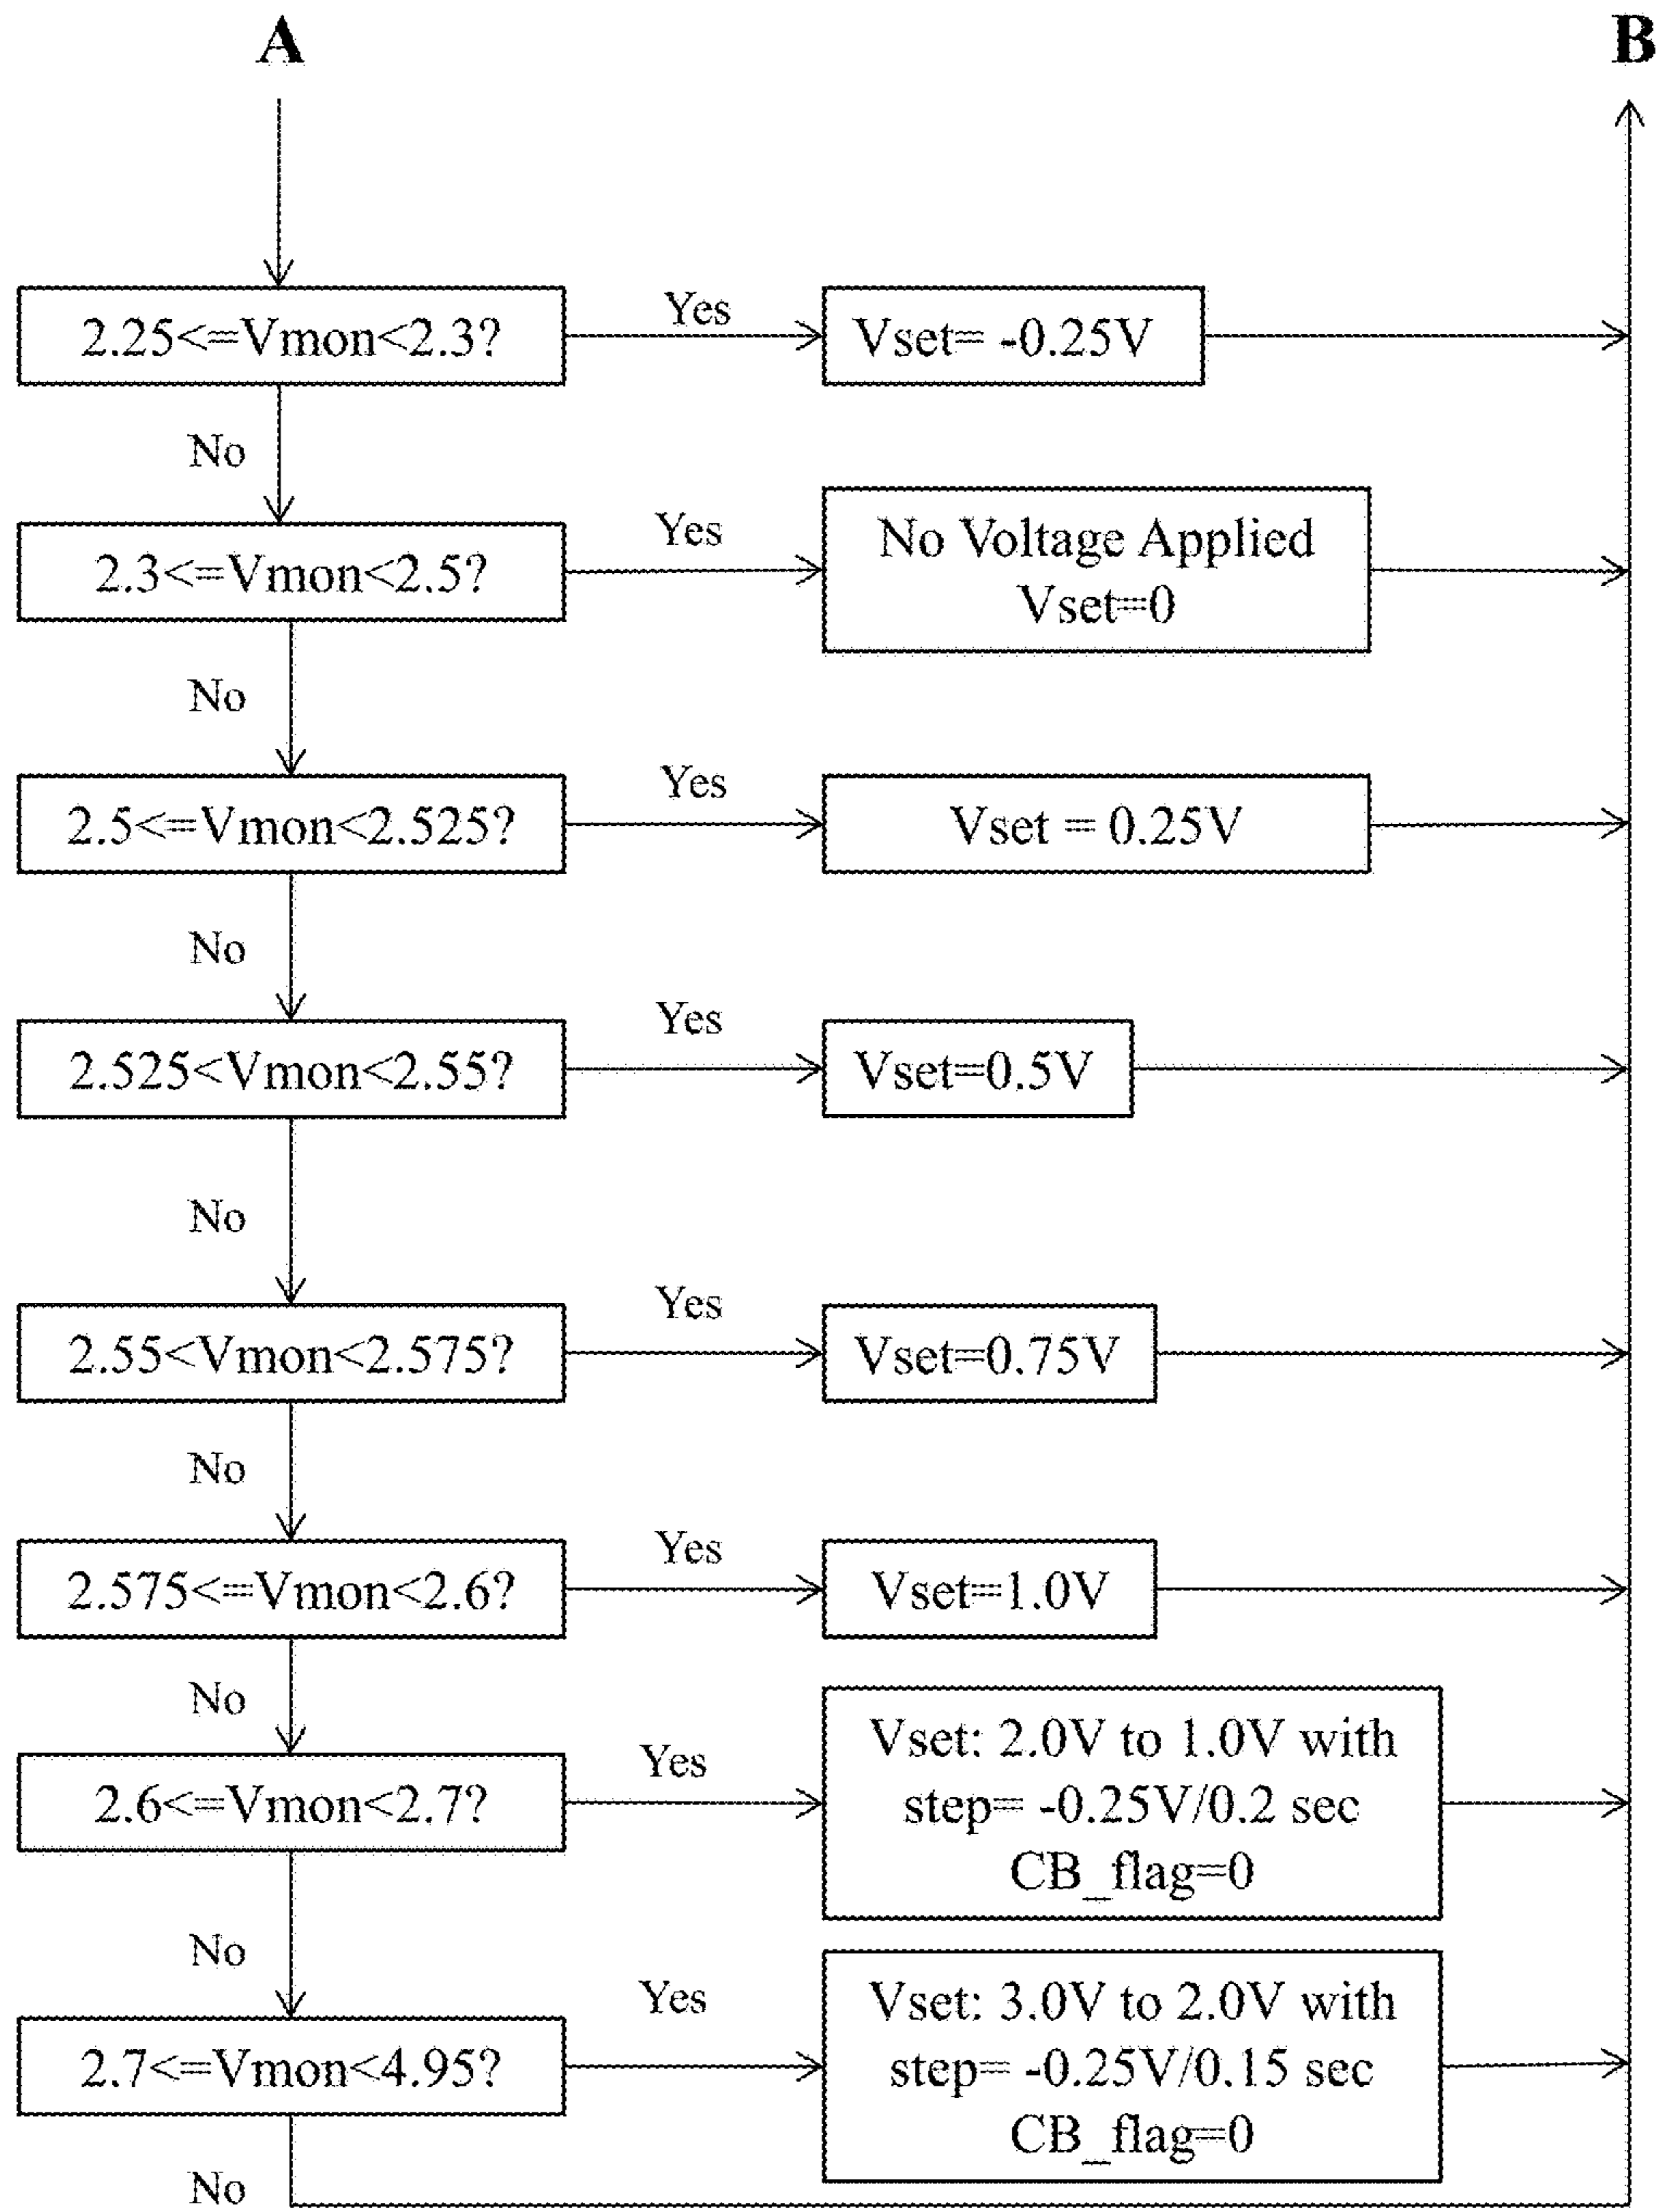 A
B
2.25<=Vmon<2.3?
Yes
Vset= -0.25V
No
2.3<=Vmon<2.5?
Yes
No Voltage Applied
Vset=0
No
2.5<=Vmon<2.525?
Yes
Vset = 0.25V
No
2.525<Vmon<2.55?
Yes
Vset=0.5V
No
2.55<Vmon<2.575?
Yes
Vset=0.75V
No
2.575<=Vmon<2.6?
Yes
Vset=1.0V
No
2.6<=Vmon<2.7?
Yes
Vset: 2.0V to 1.0V with
step= -0.25V/0.2 sec
CB_flag=0
No
2.7<=Vmon<4.95?
Yes
Vset: 3.0V to 2.0V with
step= -0.25V/0.15 sec
CB_flag=0
No